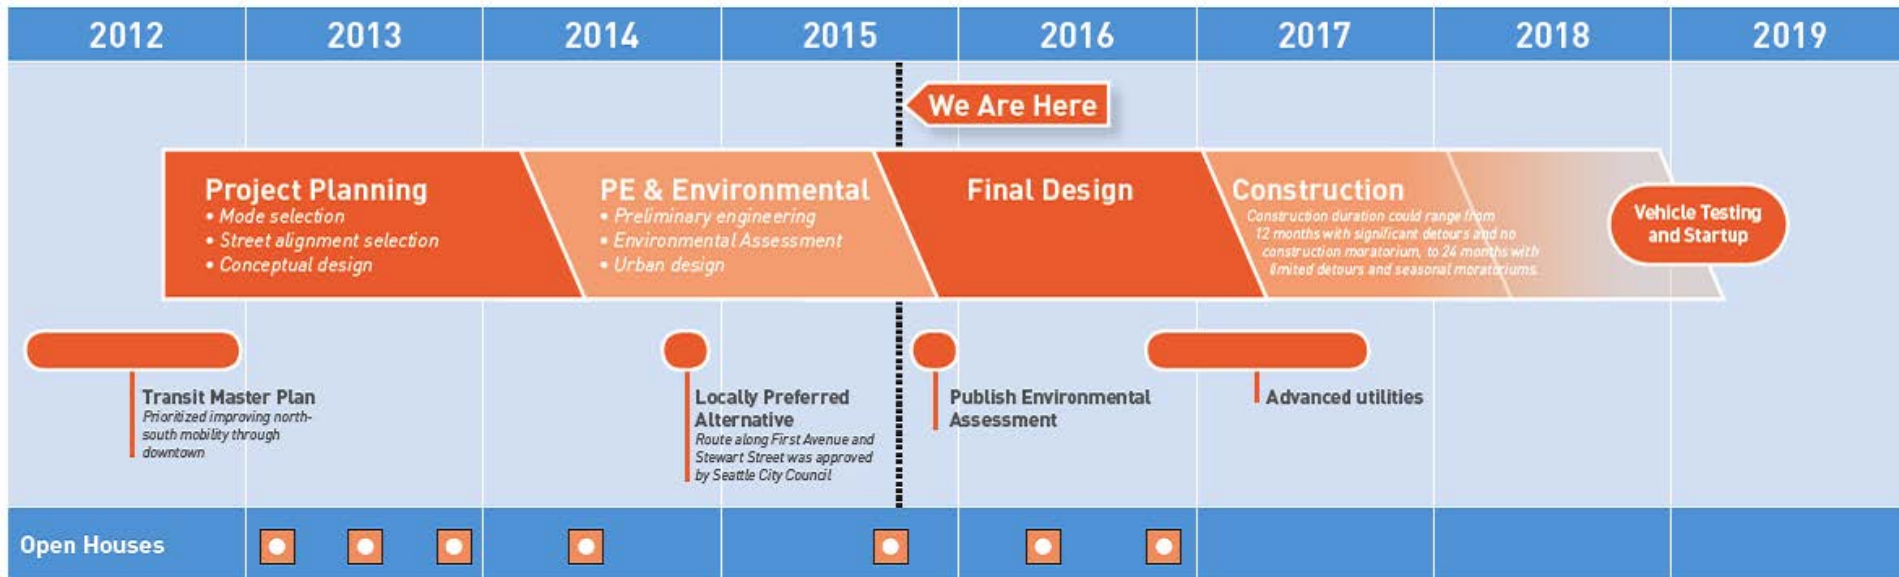 2012 2013 2014 2015 2016 2017 2018 2019
We Are Here
Project Planning
• Mode selection
• Street alignment selection
• Conceptual design
PE & Environmental
• Preliminary engineering
• Environmental Assessment
• Urban design
Final Design
Construction
Construction duration could range from
12 months with significant detours and no
construction moratorium, to 24 months with
limited detours and seasonal moratoriums.
Vehicle Testing
and Startup
Transit Master Plan
Prioritized improving north-
south mobility through
downtown
Locally Preferred
Alternative
Route along First Avenue and
Stewart Street was approved
by Seattle City Council
Publish Environmental
Assessment
Advanced utilities
Open Houses